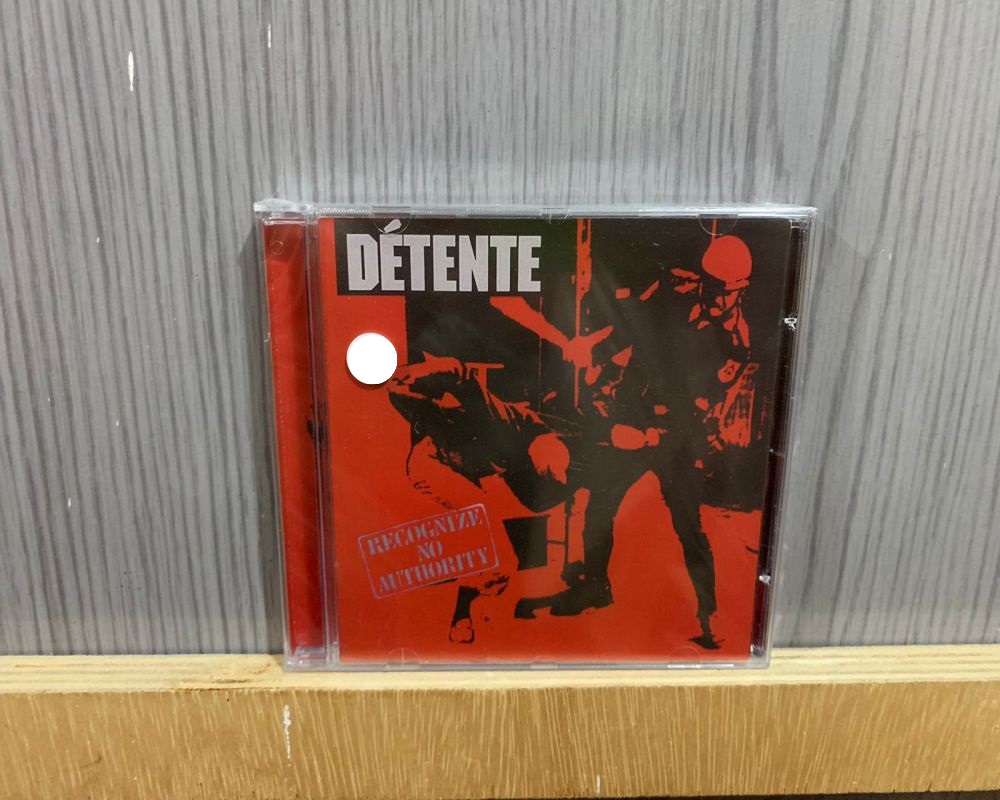 DÉTENTE
RECOGNIZE
NO
AUTHORITY